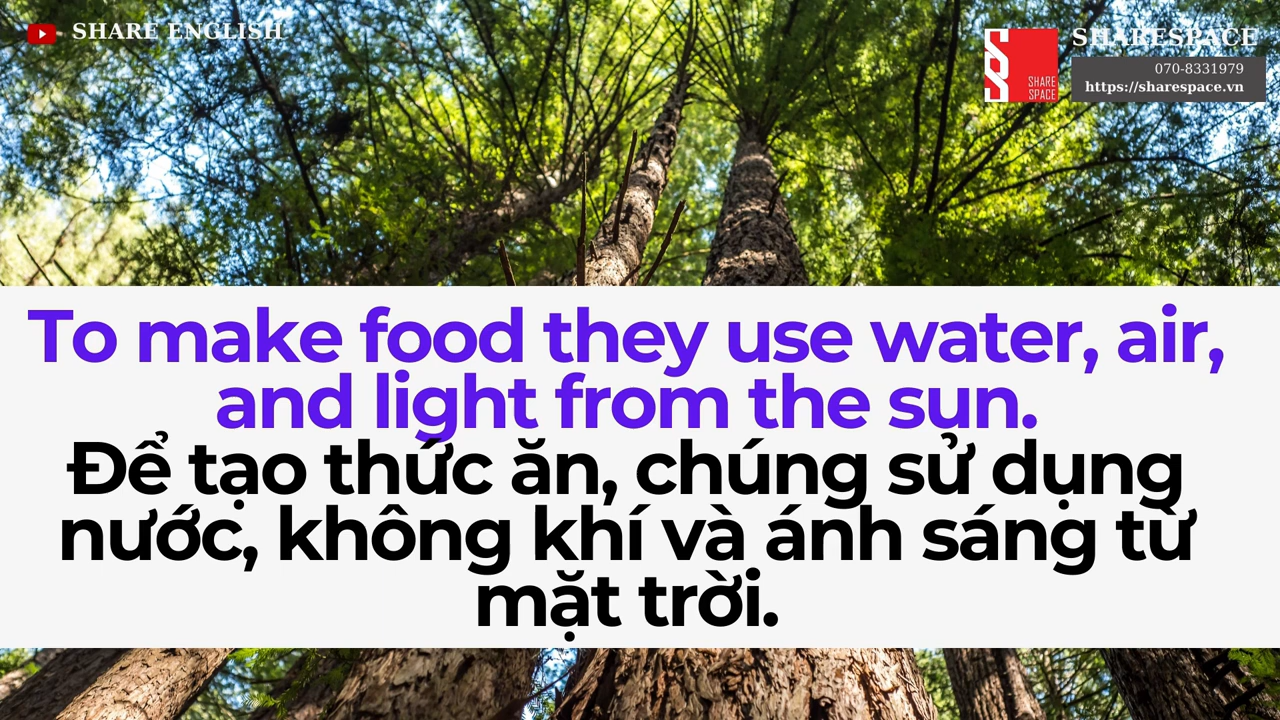 SHARE ENGLISH
SHARESPACE
SHARE
SPACE
070-8331979
https://sharespace.vn
To make food they use water, air,
and light from the sun.
Để tạo thức ăn, chúng sử dụng
nước, không khí và ánh sáng từ
mặt trời.